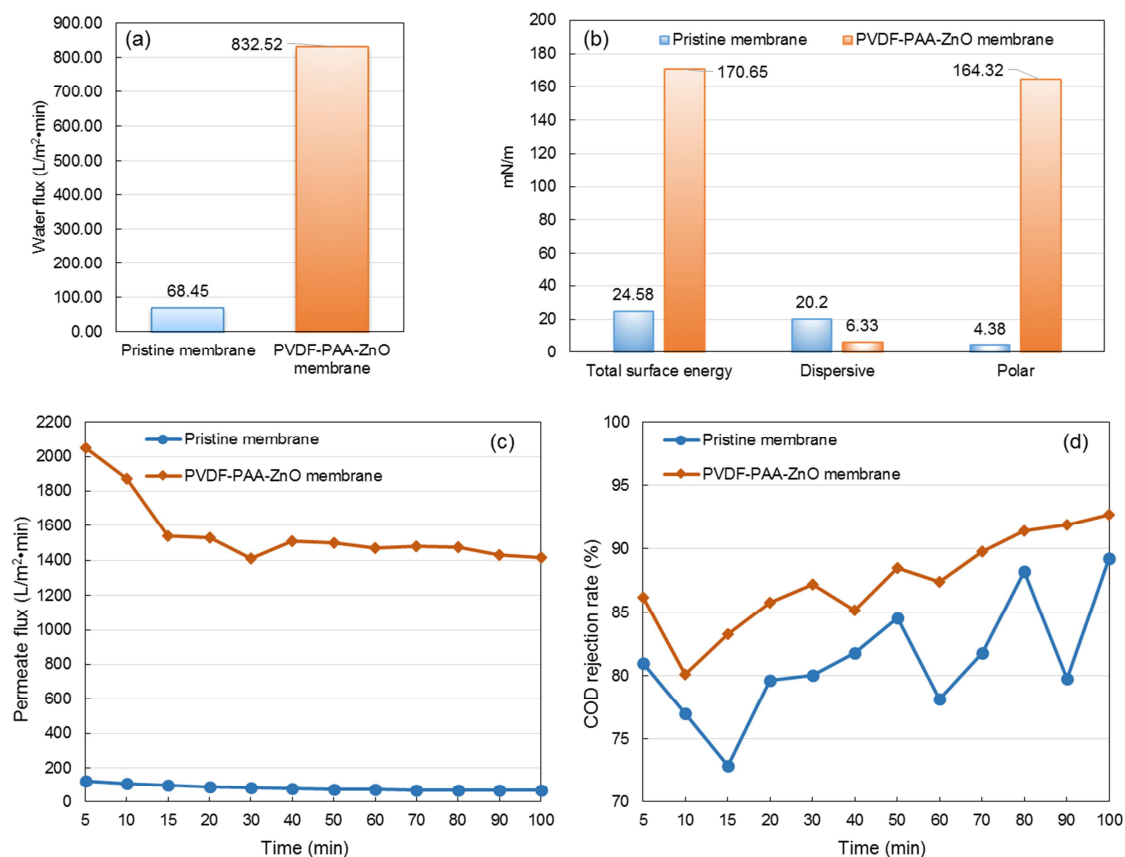 (a)
Water flux (L/m²•min)
900.00
800.00
700.00
600.00
500.00
400.00
300.00
200.00
100.00
0.00
832.52
68.45
Pristine membrane
PVDF-PAA-ZnO
membrane
(b)
Pristine membrane
PVDF-PAA-ZnO membrane
mN/m
200
180
160
140
120
100
80
60
40
20
0
170.65
164.32
24.58
20.2
6.33
4.38
Total surface energy
Dispersive
Polar
(c)
Pristine membrane
PVDF-PAA-ZnO membrane
Permeate flux (L/m²•min)
2200
2000
1800
1600
1400
1200
1000
800
600
400
200
0
5 10 15 20 30 40 50 60 70 80 90 100
Time (min)
(d)
Pristine membrane
PVDF-PAA-ZnO membrane
COD rejection rate (%)
100
95
90
85
80
75
70
5 10 15 20 30 40 50 60 70 80 90 100
Time (min)